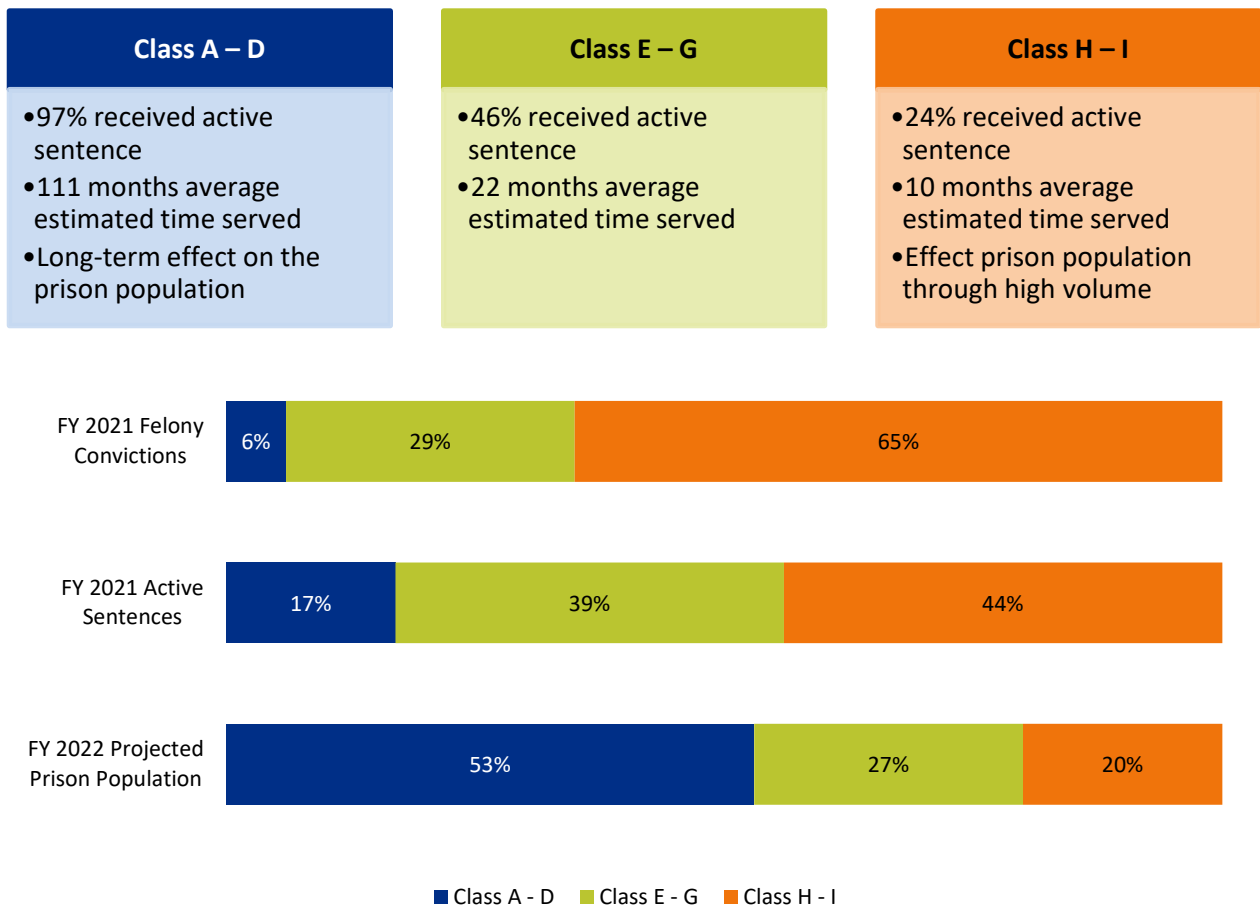 Class A – D
•97% received active
sentence
•111 months average
estimated time served
•Long-term effect on the
prison population
Class E – G
•46% received active
sentence
•22 months average
estimated time served
Class H – I
•24% received active
sentence
•10 months average
estimated time served
•Effect prison population
through high volume
FY 2021 Felony
Convictions
6%
29%
65%
FY 2021 Active
Sentences
17%
39%
44%
FY 2022 Projected
Prison Population
53%
27%
20%
Class A - D
Class E - G
Class H - I